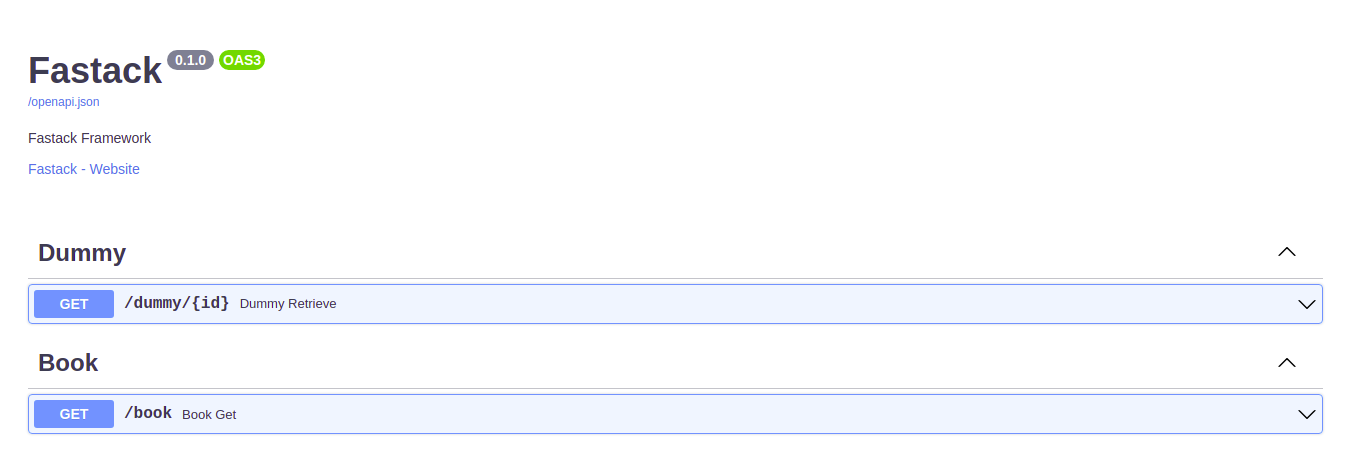 Fastack 0.1.0 OAS3
/openapi.json
Fastack Framework
Fastack - Website
Dummy
GET /dummy/{id} Dummy Retrieve
Book
GET /book Book Get